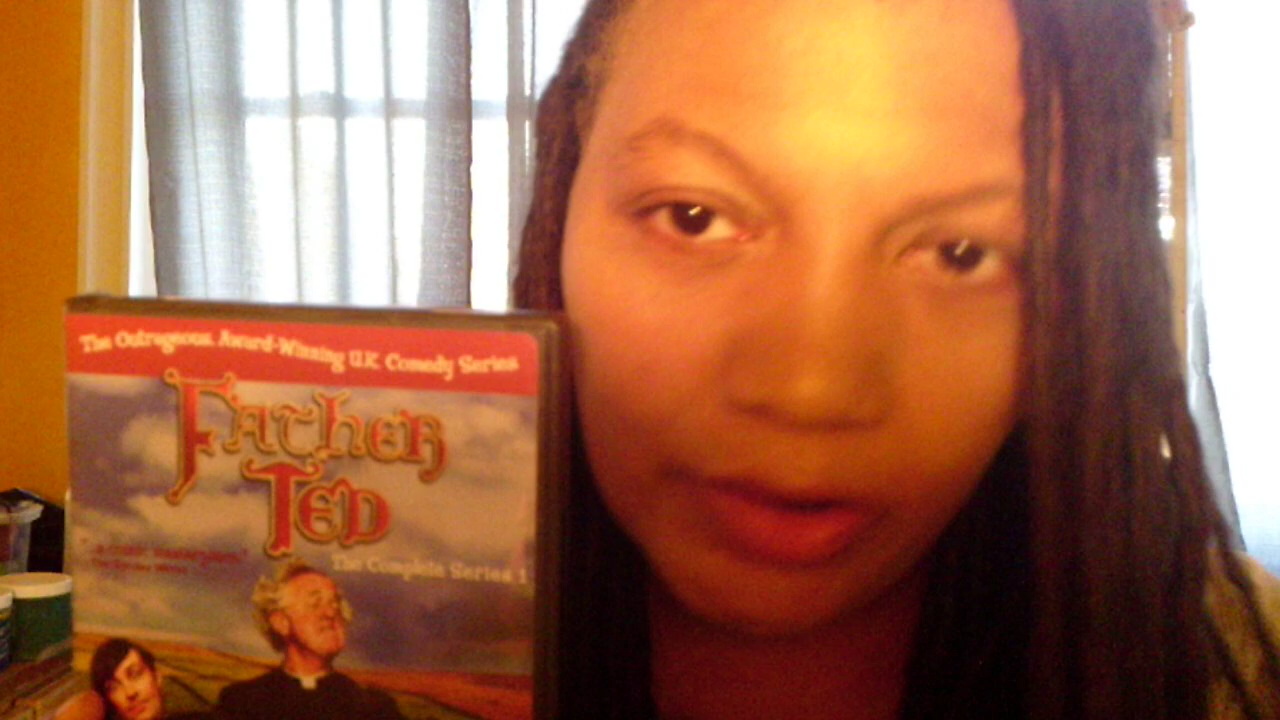 The Outrageous, Award-Winning U.K. Comedy Series
Father
Ted
The Complete Series 1